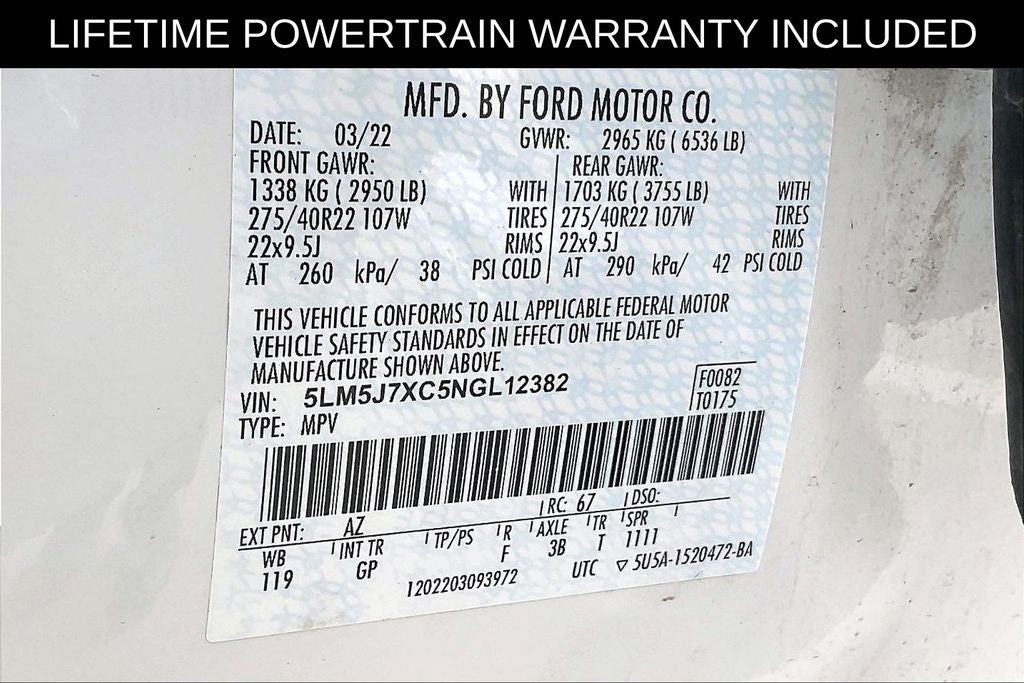 LIFETIME POWERTRAIN WARRANTY INCLUDED
MFD. BY FORD MOTOR CO.
DATE: 03/22 GVWR: 2965 KG ( 6536 LB)
FRONT GAWR: REAR GAWR:
1338 KG ( 2950 LB) WITH 1703 KG ( 3755 LB) WITH
275/40R22 107W TIRES 275/40R22 107W TIRES
22x9.5J RIMS 22x9.5J RIMS
AT 260 kPa/ 38 PSI COLD AT 290 kPa/ 42 PSI COLD
THIS VEHICLE CONFORMS TO ALL APPLICABLE FEDERAL MOTOR
VEHICLE SAFETY STANDARDS IN EFFECT ON THE DATE OF
MANUFACTURE SHOWN ABOVE.
VIN: 5LM5J7XC5NGL12382 F0082
TYPE: MPV T0175
EXT PNT: AZ RC: 67 DSO:
WB INT TR TP/PS R AXLE TR SPR
119 GP F 3B T 1111
1202203093972 UTC ▽ 5U5A-1520472-BA